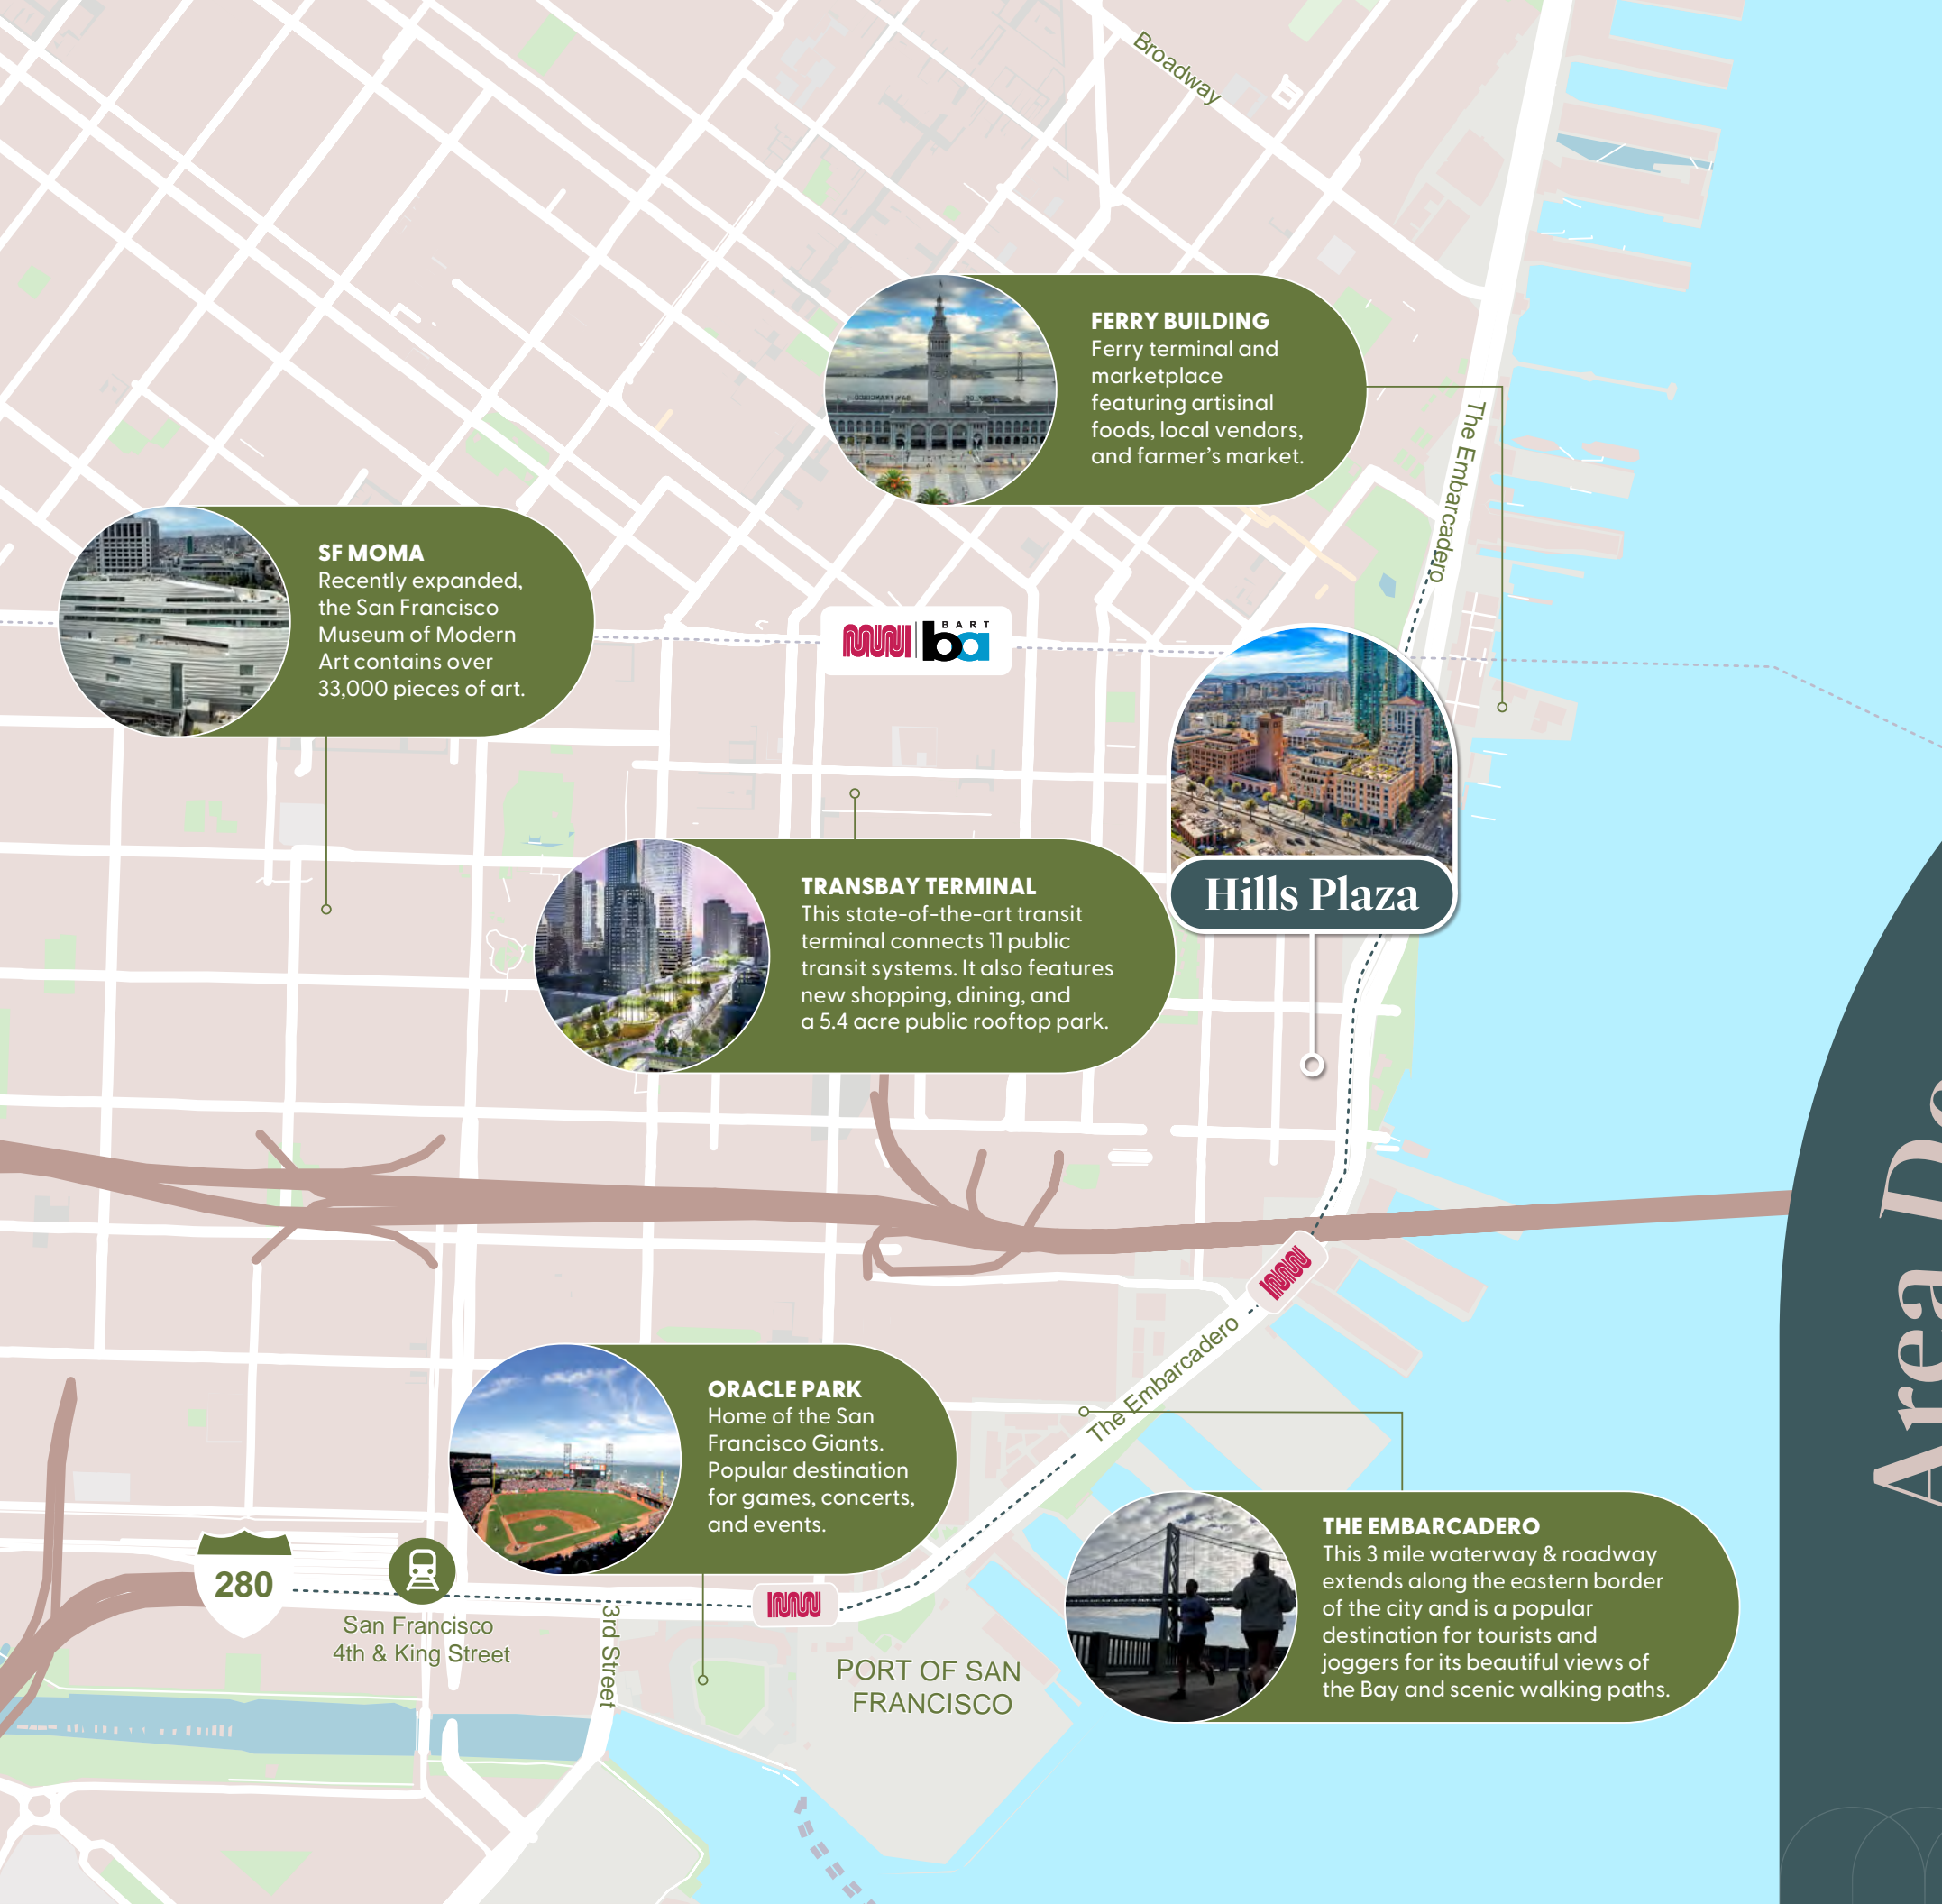 Broadway
FERRY BUILDING
Ferry terminal and
marketplace
featuring artisinal
foods, local vendors,
and farmer's market.
The Embarcadero
SF MOMA
Recently expanded,
the San Francisco
Museum of Modern
Art contains over
33,000 pieces of art.
MUNI
BART
ba
Hills Plaza
TRANSBAY TERMINAL
This state-of-the-art transit
terminal connects 11 public
transit systems. It also features
new shopping, dining, and
a 5.4 acre public rooftop park.
Area
MUNI
The Embarcadero
ORACLE PARK
Home of the San
Francisco Giants.
Popular destination
for games, concerts,
and events.
THE EMBARCADERO
This 3 mile waterway & roadway
extends along the eastern border
of the city and is a popular
destination for tourists and
joggers for its beautiful views of
the Bay and scenic walking paths.
280
San Francisco
4th & King Street
3rd Street
MUNI
PORT OF SAN
FRANCISCO